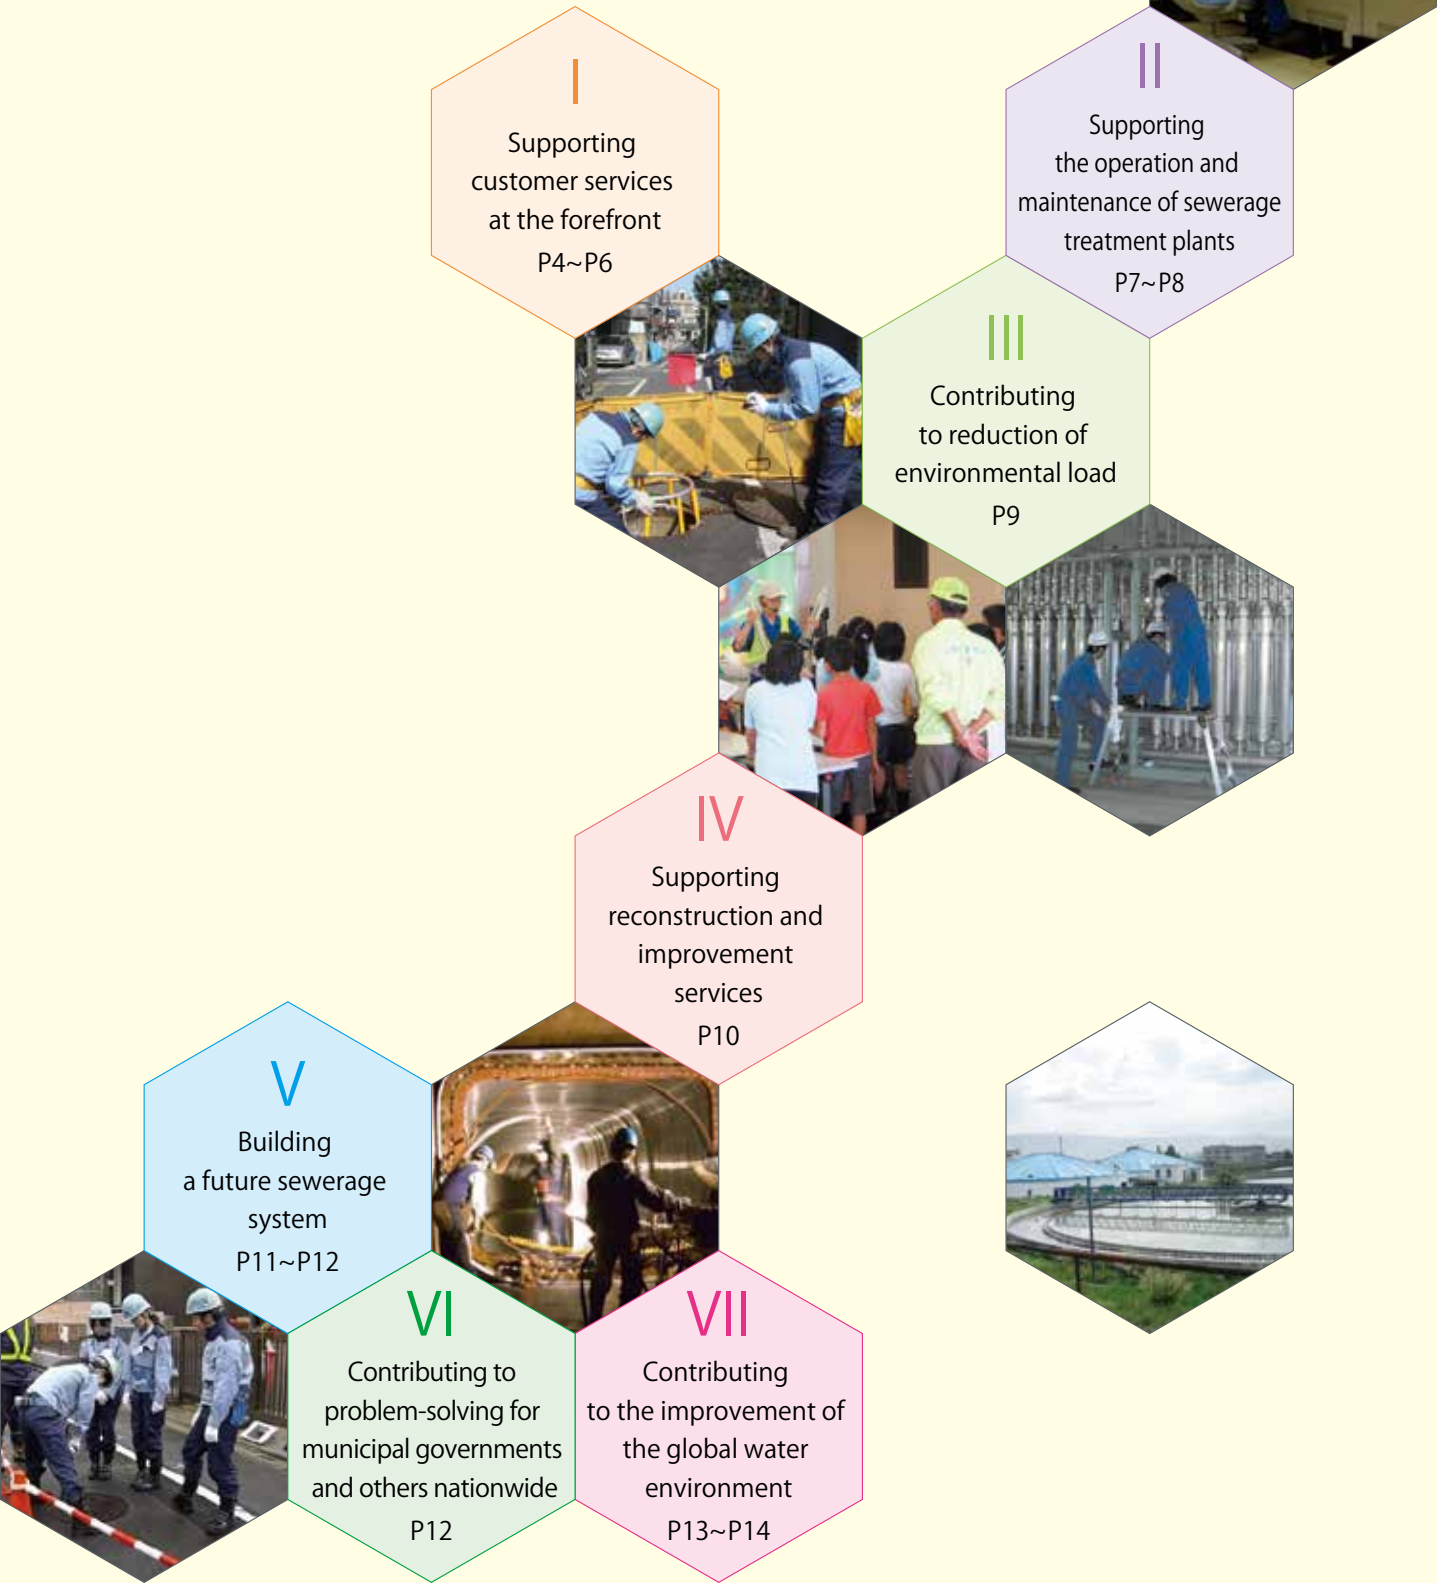 I
Supporting
customer services
at the forefront
P4~P6
II
Supporting
the operation and
maintenance of sewerage
treatment plants
P7~P8
III
Contributing
to reduction of
environmental load
P9
IV
Supporting
reconstruction and
improvement
services
P10
V
Building
a future sewerage
system
P11~P12
VI
Contributing to
problem-solving for
municipal governments
and others nationwide
P12
VII
Contributing
to the improvement of
the global water
environment
P13~P14